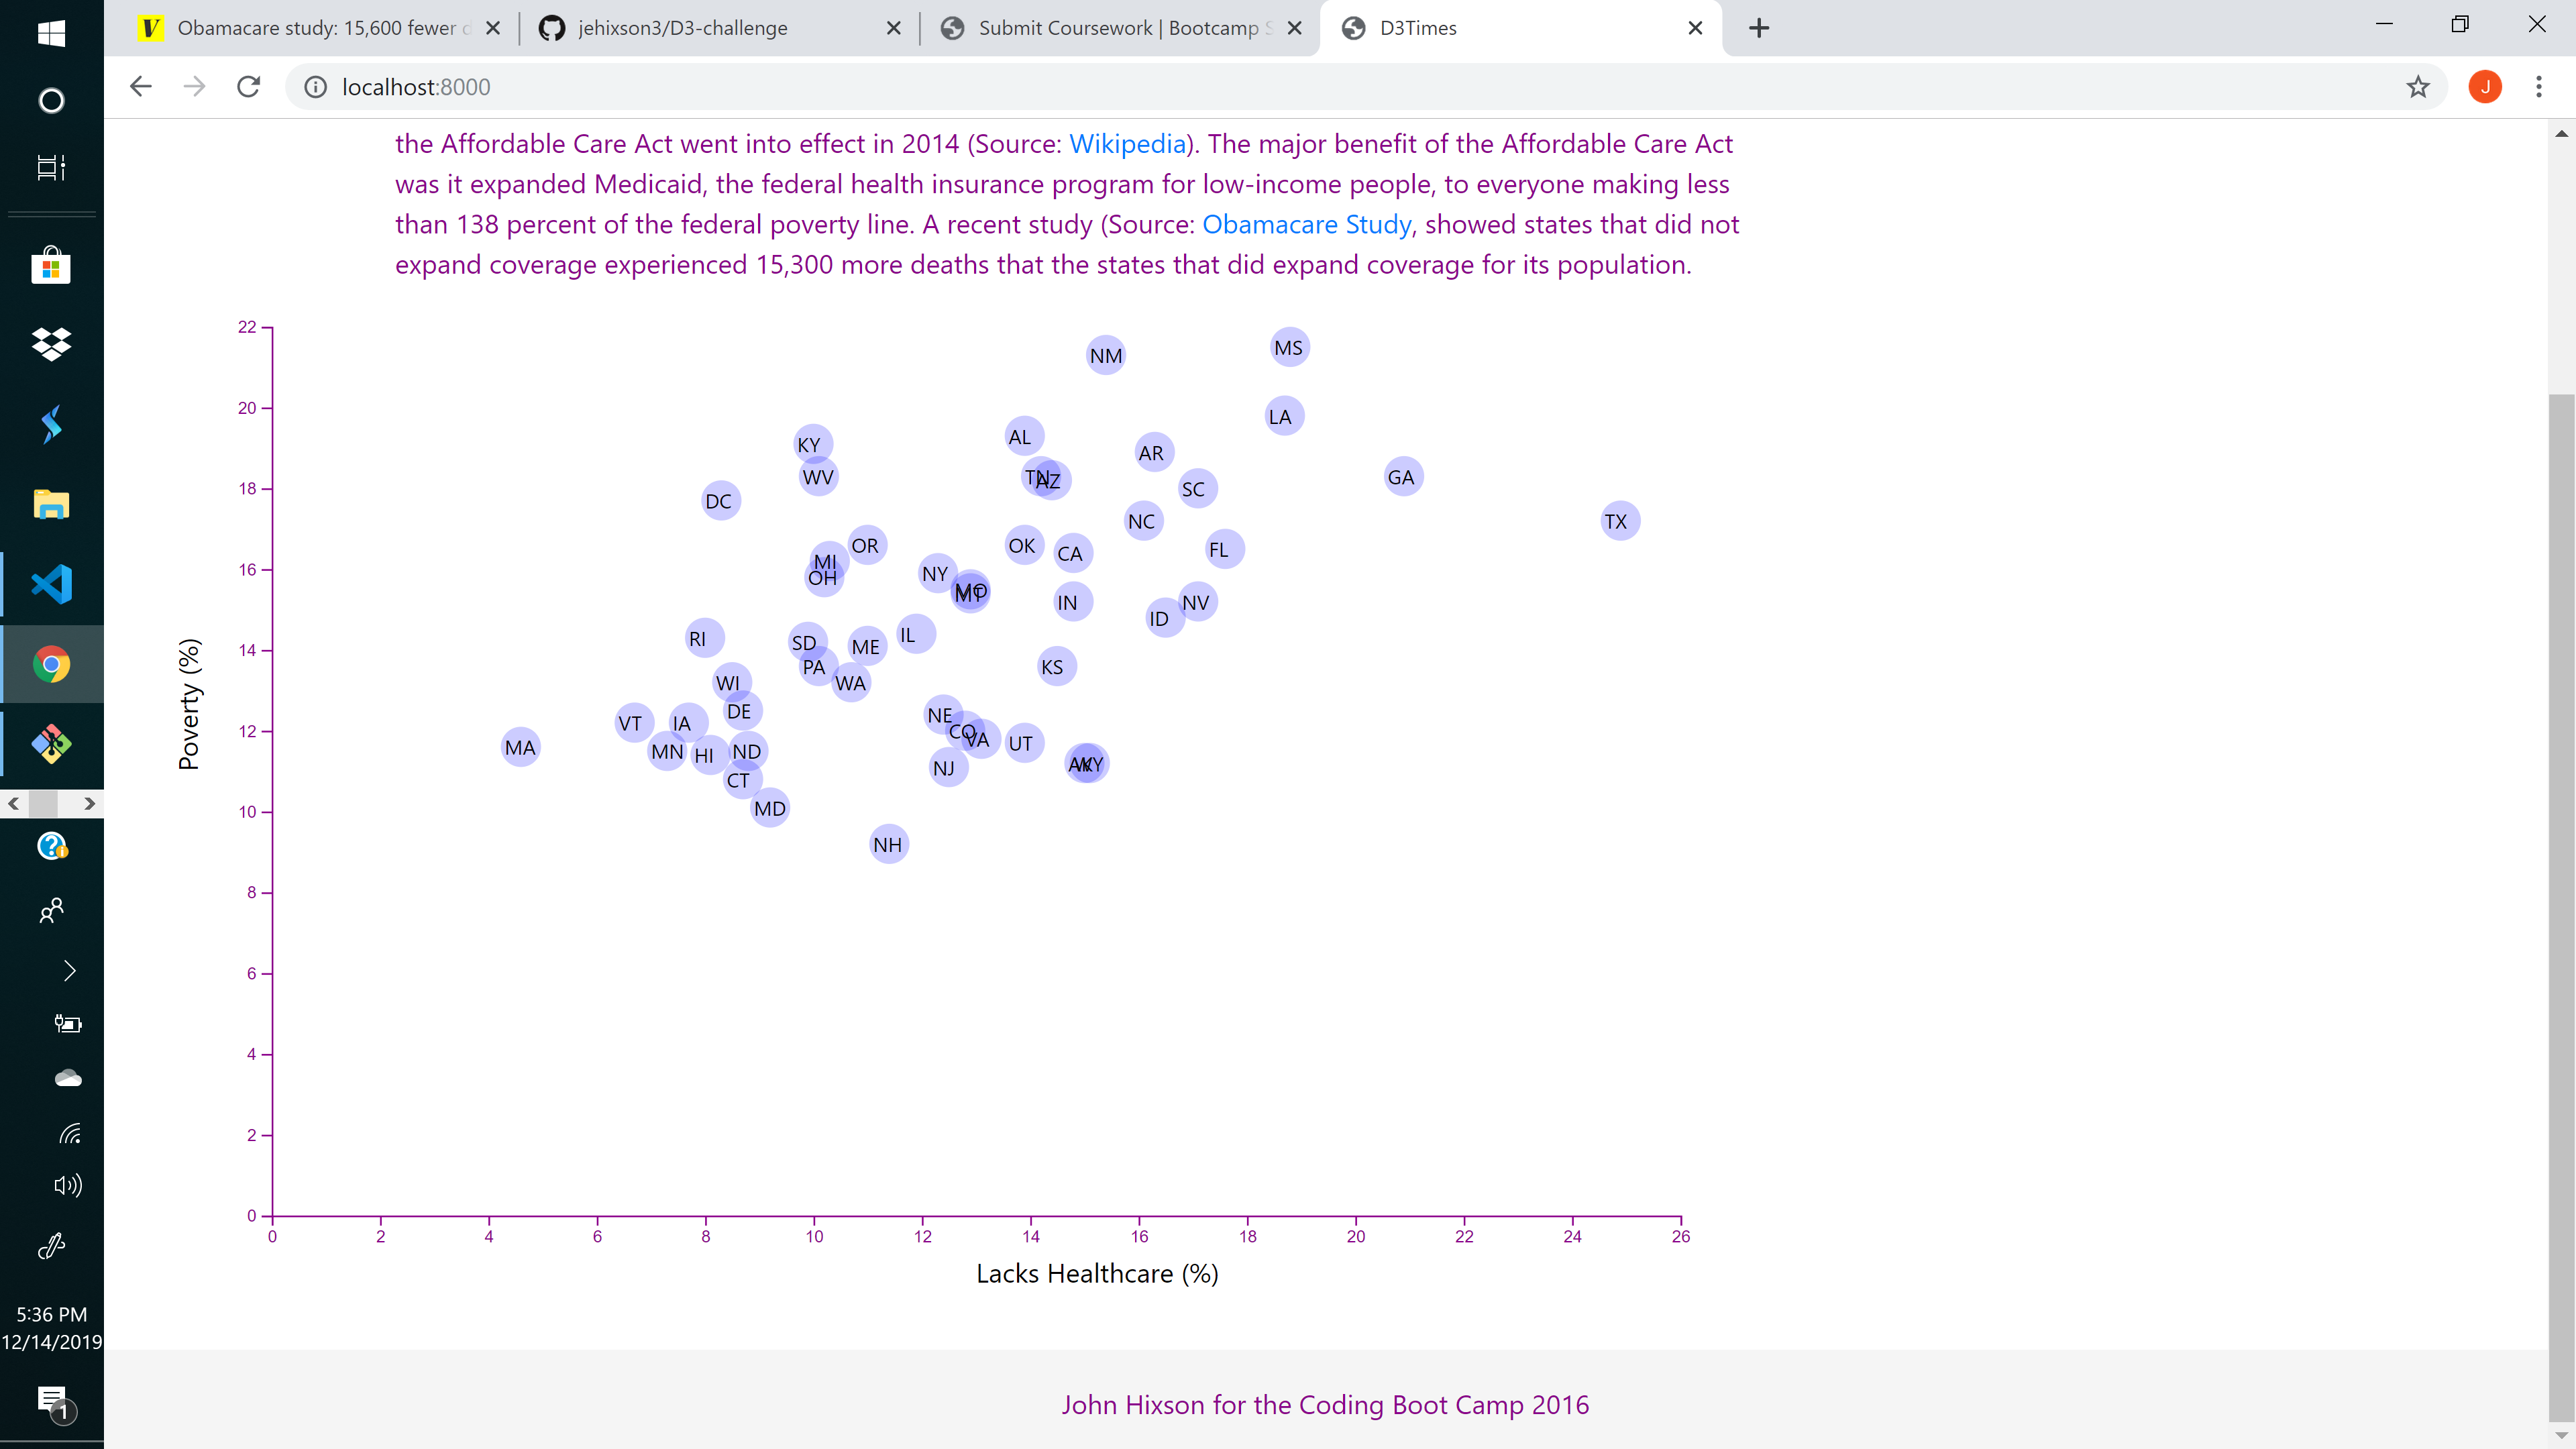 Obamacare study: 15,600 fewer d
jehixson3/D3-challenge
Submit Coursework | Bootcamp S
D3Times
localhost:8000
J
the Affordable Care Act went into effect in 2014 (Source: Wikipedia). The major benefit of the Affordable Care Act
was it expanded Medicaid, the federal health insurance program for low-income people, to everyone making less
than 138 percent of the federal poverty line. A recent study (Source: Obamacare Study, showed states that did not
expand coverage experienced 15,300 more deaths that the states that did expand coverage for its population.
22
20
18
16
14
12
10
8
6
4
2
0
Poverty (%)
MS
NM
LA
AL
KY
AR
WV
TN
AZ
GA
SC
DC
NC
TX
OR
OK
FL
CA
MI
OH
NY
MO
MT
IN
NV
ID
RI
IL
SD
ME
PA
KS
WI
WA
DE
NE
VT
IA
CO
VA
UT
MA
MN
HI
ND
NJ
AK
WY
CT
MD
NH
0 2 4 6 8 10 12 14 16 18 20 22 24 26
Lacks Healthcare (%)
John Hixson for the Coding Boot Camp 2016
5:36 PM
12/14/2019
1